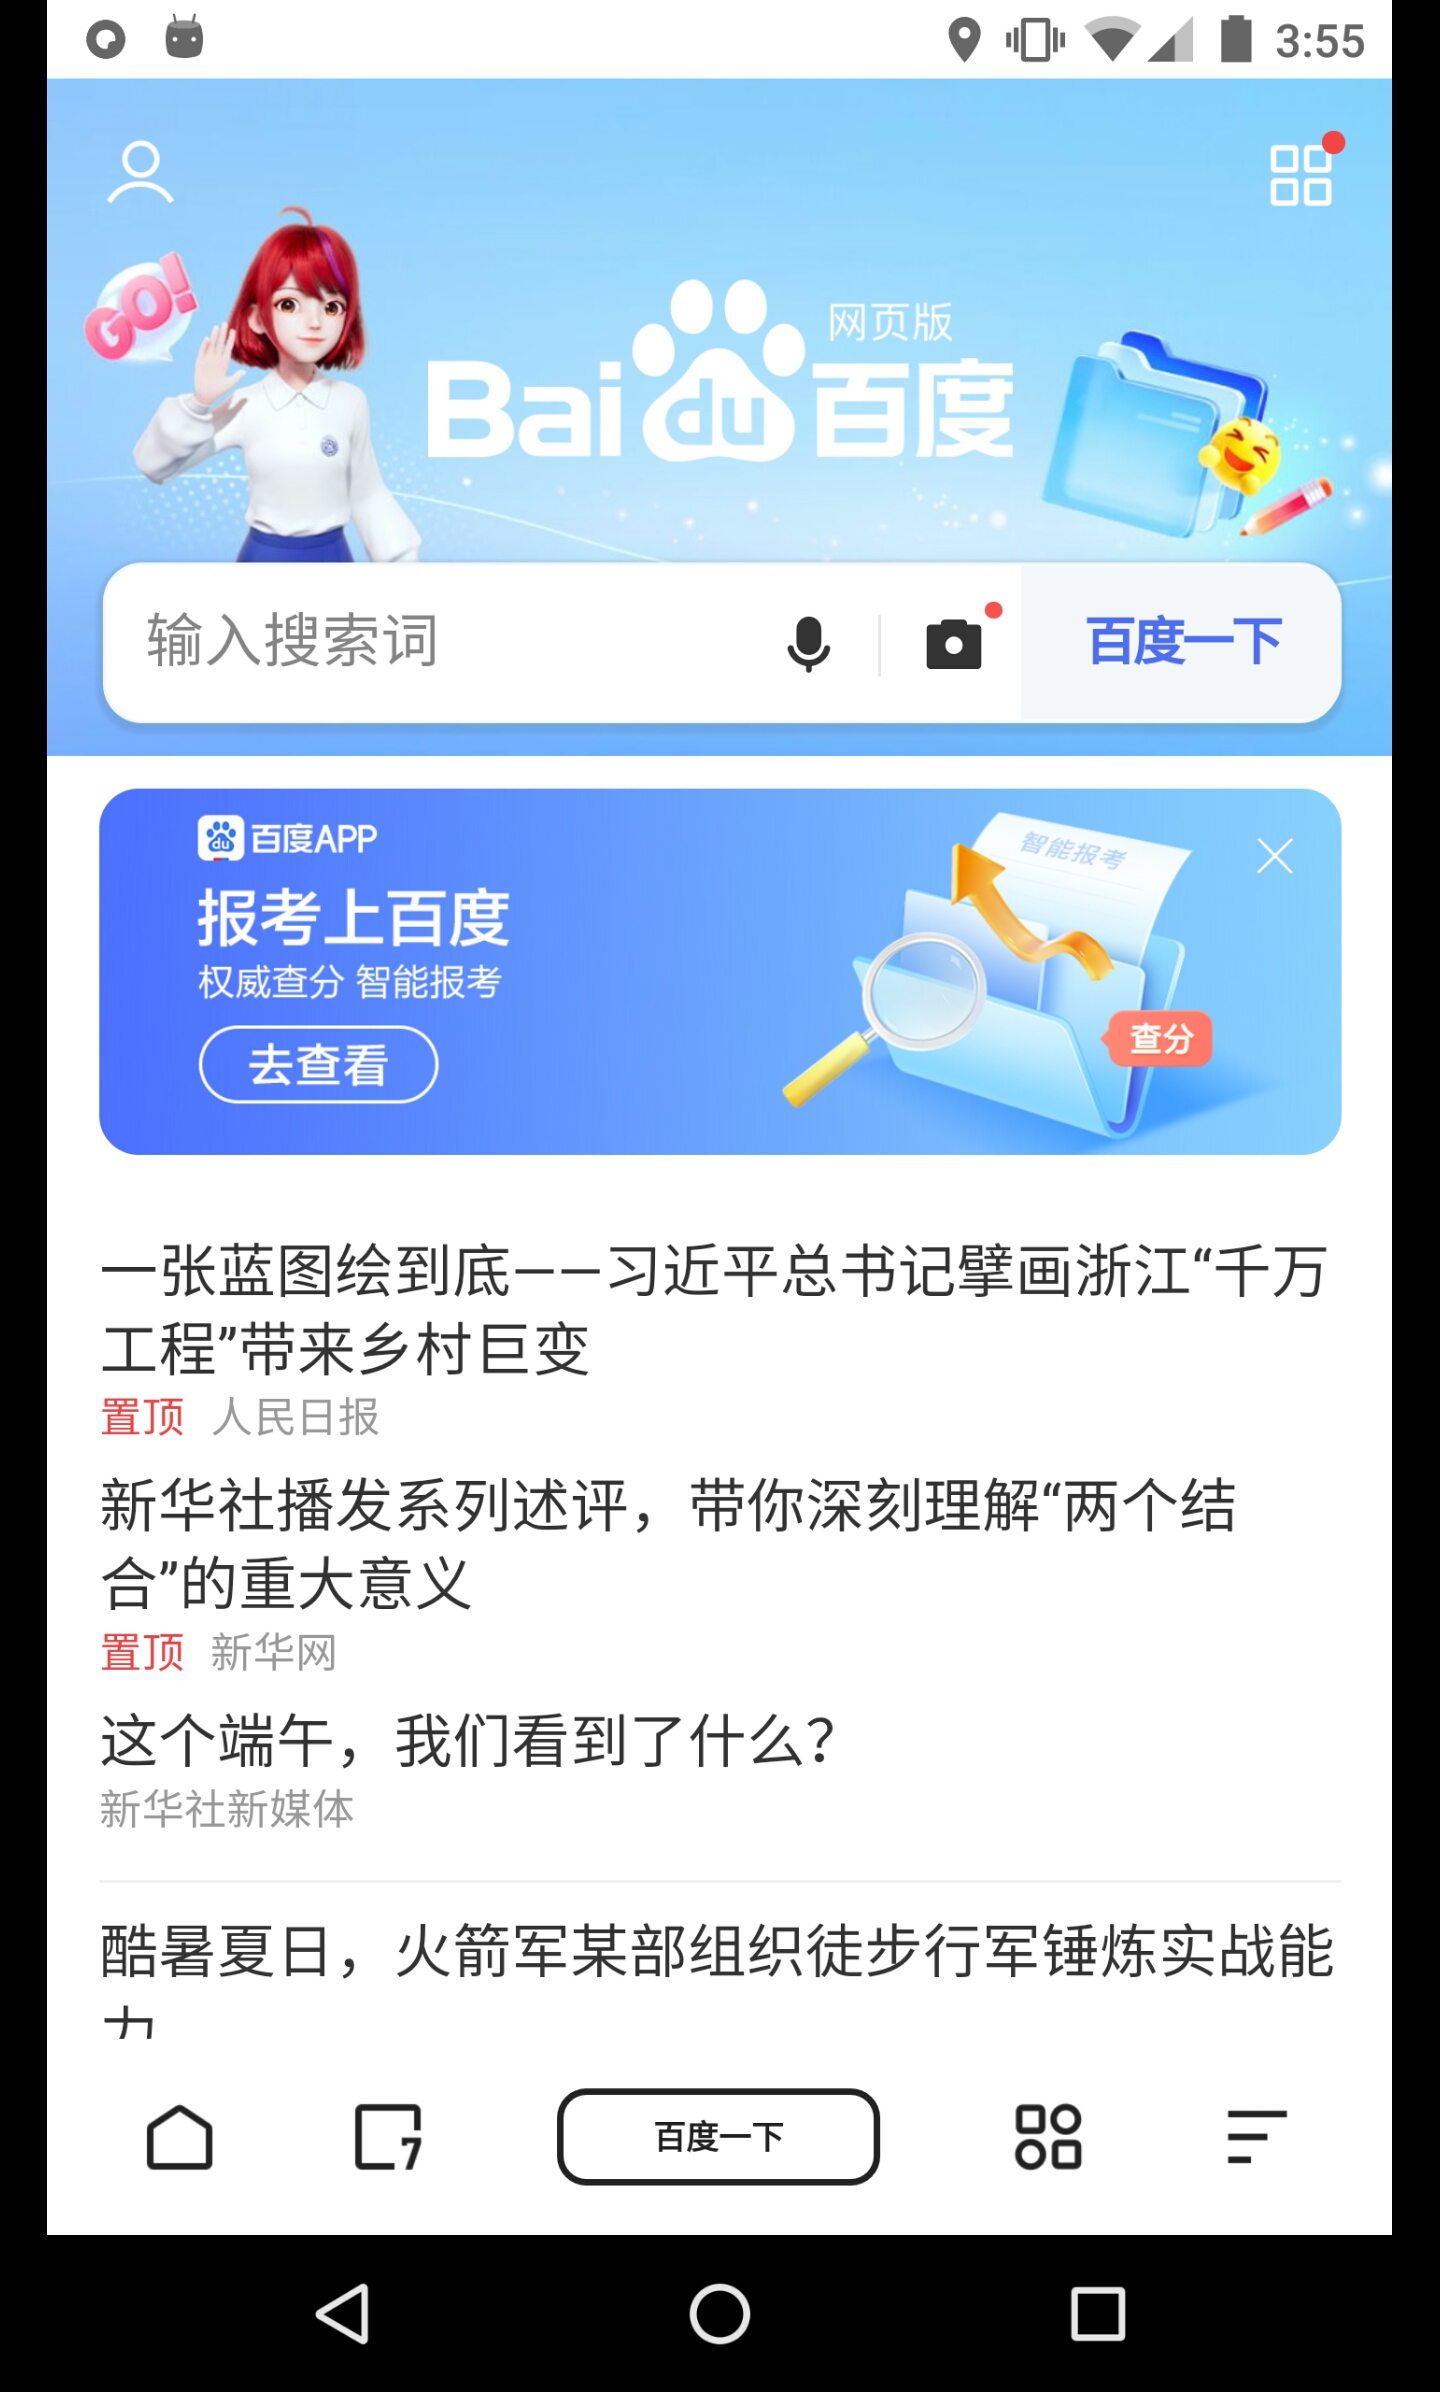 3:55
GO!
网页版
Bai du 百度
输入搜索词
百度一下
du 百度APP
智能报考
报考上百度
权威查分 智能报考
去查看
查分
一张蓝图绘到底——习近平总书记擘画浙江“千万
工程”带来乡村巨变
置顶 人民日报
新华社播发系列述评，带你深刻理解“两个结
合”的重大意义
置顶 新华网
这个端午，我们看到了什么？
新华社新媒体
酷暑夏日，火箭军某部组织徒步行军锤炼实战能
力
7
百度一下